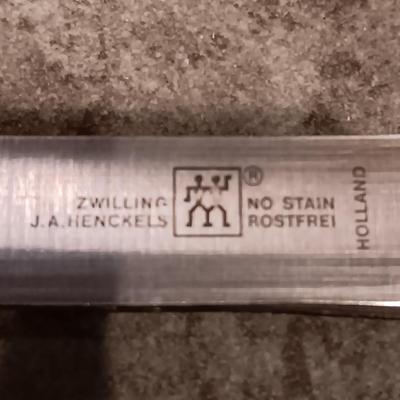 ZWILLING
J.A.HENCKELS
®
NO STAIN
ROSTFREI
HOLLAND